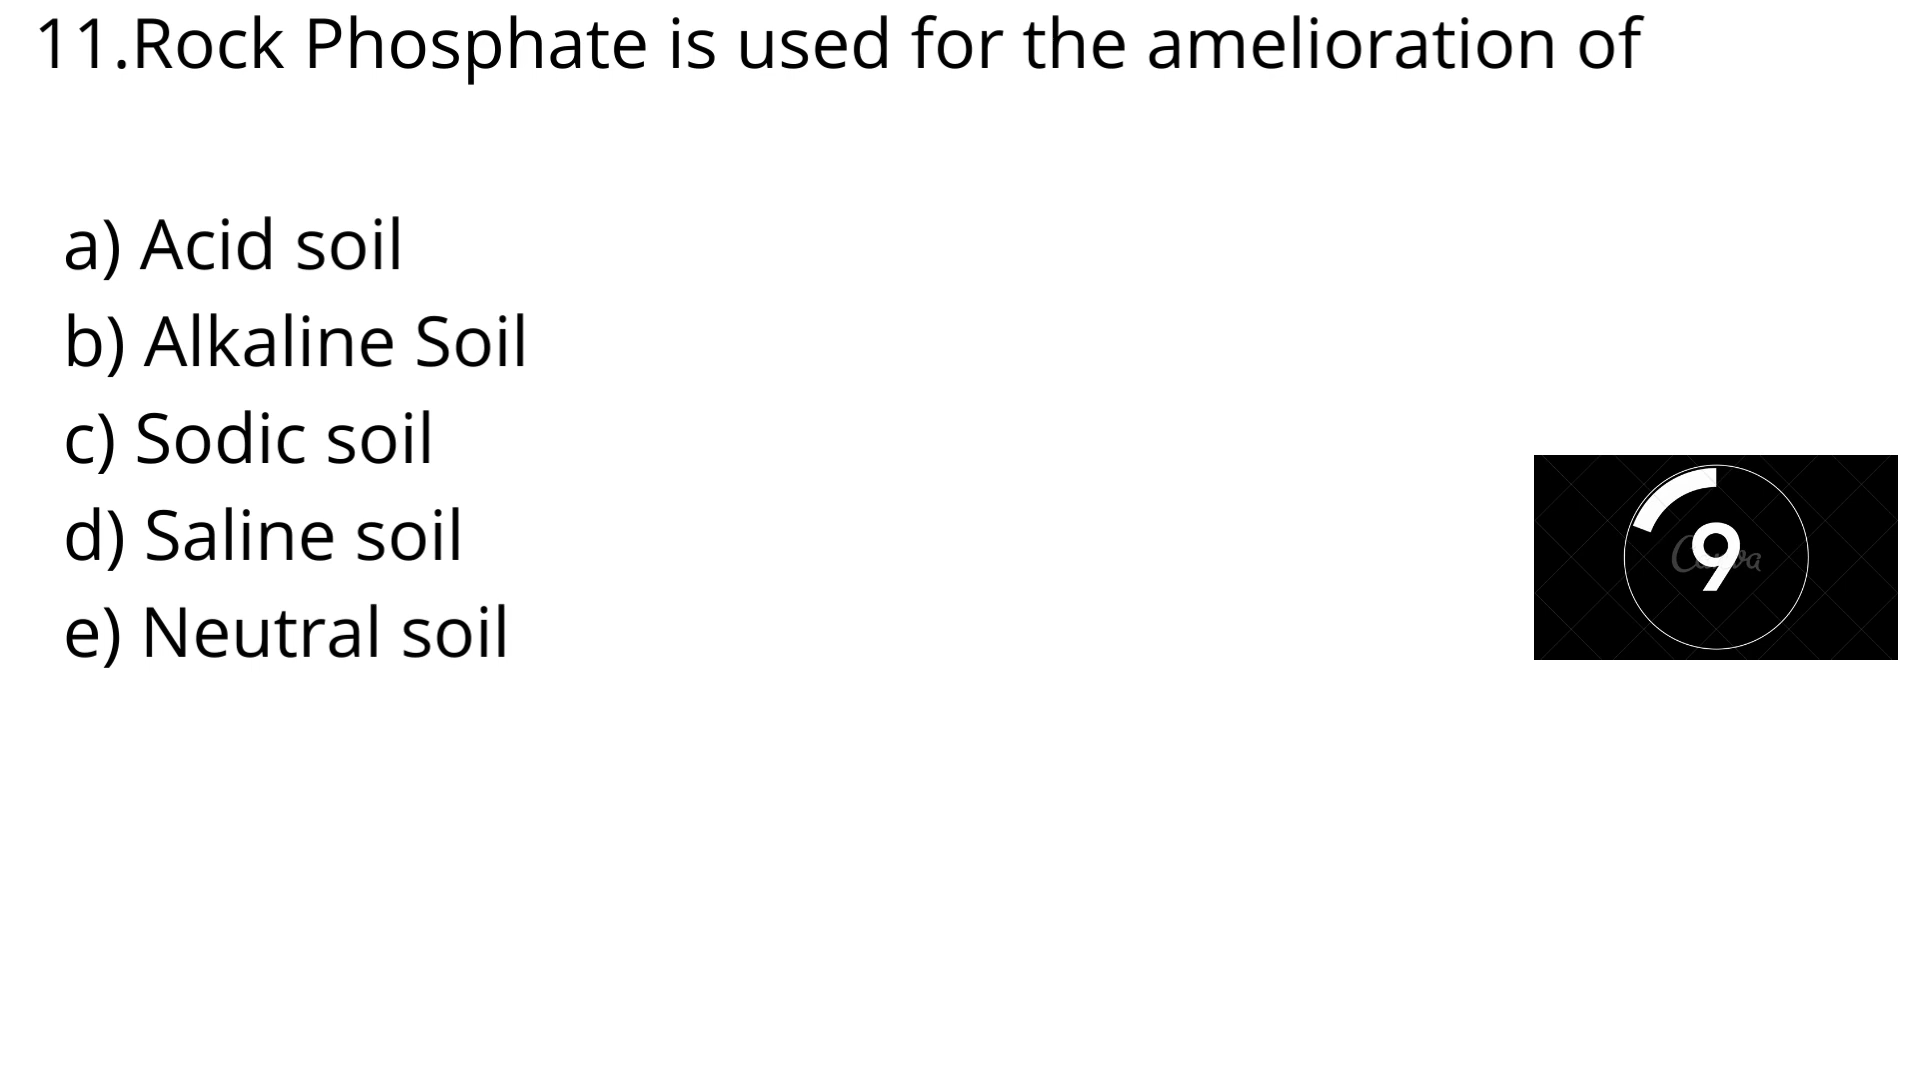 11.Rock Phosphate is used for the amelioration of
a) Acid soil
b) Alkaline Soil
c) Sodic soil
d) Saline soil
e) Neutral soil
Canva
9